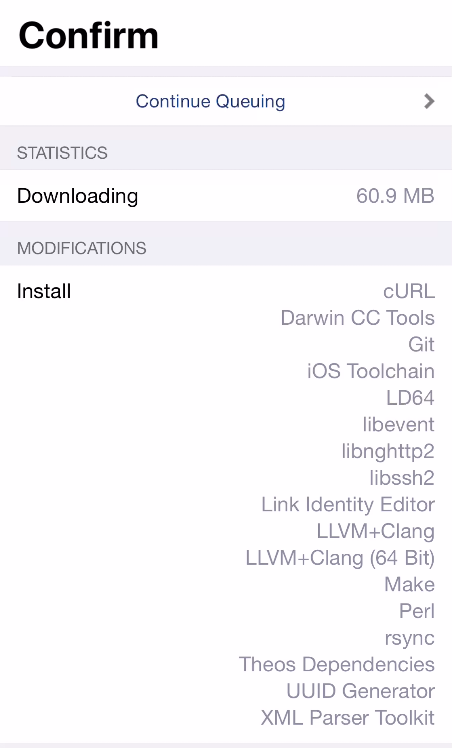 Confirm
Continue Queuing
STATISTICS
Downloading 60.9 MB
MODIFICATIONS
Install cURL
Darwin CC Tools
Git
iOS Toolchain
LD64
libevent
libnghttp2
libssh2
Link Identity Editor
LLVM+Clang
LLVM+Clang (64 Bit)
Make
Perl
rsync
Theos Dependencies
UUID Generator
XML Parser Toolkit